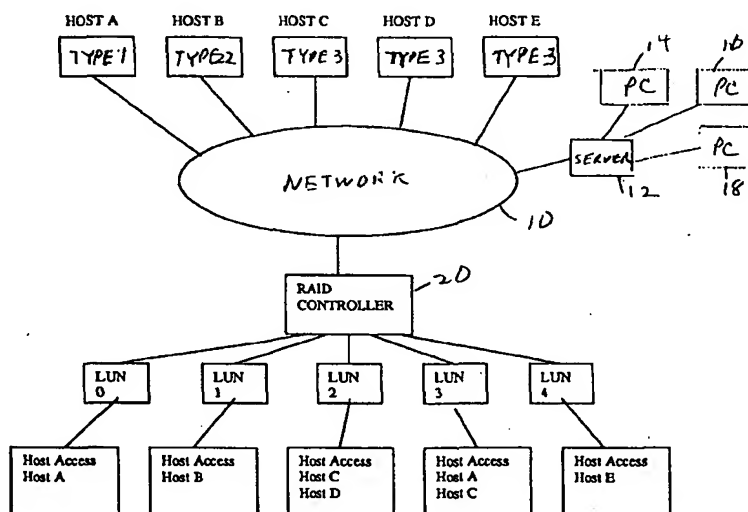 HOST A HOST B HOST C HOST D HOST E
TYPE 1 TYPE 22 TYPE 3 TYPE 3 TYPE 3
14 16
PC PC
SERVER PC
12 18
NETWORK
10
RAID
CONTROLLER
20
LUN
0
LUN
1
LUN
2
LUN
3
LUN
4
Host Access
Host A
Host Access
Host B
Host Access
Host C
Host D
Host Access
Host A
Host C
Host Access
Host E